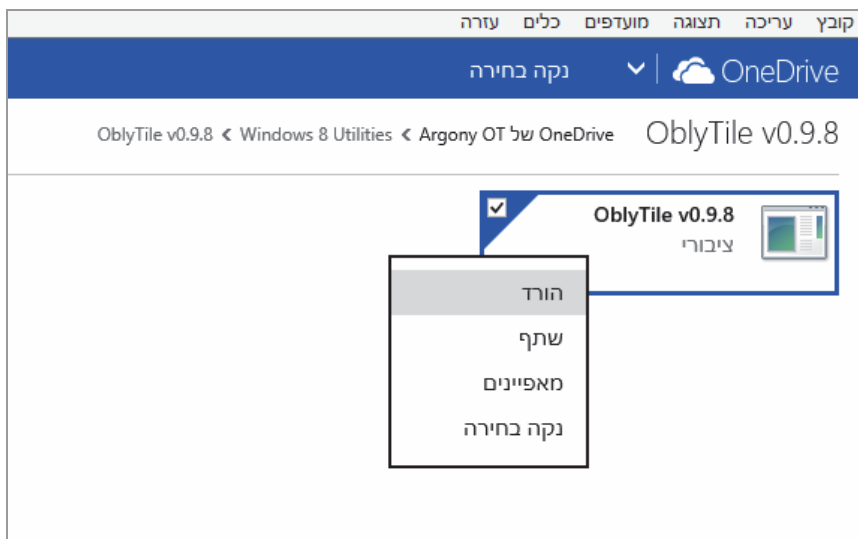 קובץ עריכה תצוגה מועדפים כלים עזרה
OneDrive נקה בחירה
OblyTile v0.9.8 OneDrive של Argony OT > Windows 8 Utilities > OblyTile v0.9.8
OblyTile v0.9.8
ציבורי
הורד
שתף
מאפיינים
נקה בחירה